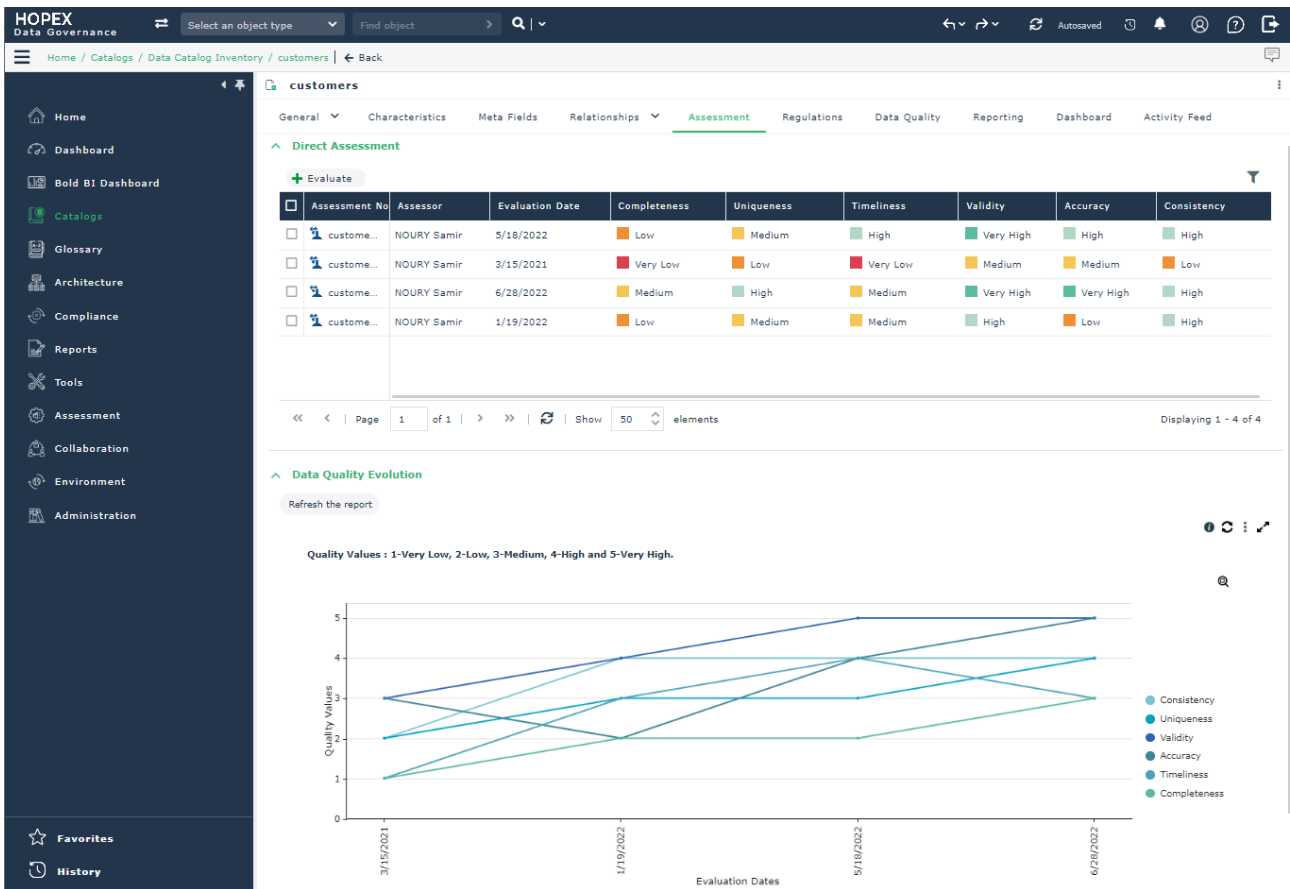 HOPEX
Data Governance
Select an object type
Find object
Autosaved
Home / Catalogs / Data Catalog Inventory / customers | ← Back
Home
Dashboard
Bold BI Dashboard
Catalogs
Glossary
Architecture
Compliance
Reports
Tools
Assessment
Collaboration
Environment
Administration
Favorites
History
customers
General Characteristics Meta Fields Relationships Assessment Regulations Data Quality Reporting Dashboard Activity Feed
Direct Assessment
Evaluate
Assessment No Assessor Evaluation Date Completeness Uniqueness Timeliness Validity Accuracy Consistency
custome... NOURY Samir 5/18/2022 Low Medium High Very High High High
custome... NOURY Samir 3/15/2021 Very Low Low Very Low Medium Medium Low
custome... NOURY Samir 6/28/2022 Medium High Medium Very High Very High High
custome... NOURY Samir 1/19/2022 Low Medium Medium High Low High
Page 1 of 1 | Show 50 elements Displaying 1 - 4 of 4
Data Quality Evolution
Refresh the report
Quality Values : 1-Very Low, 2-Low, 3-Medium, 4-High and 5-Very High.
Quality Values
5
4
3
2
1
0
3/15/2021
1/19/2022
5/18/2022
6/28/2022
Evaluation Dates
Consistency
Uniqueness
Validity
Accuracy
Timeliness
Completeness